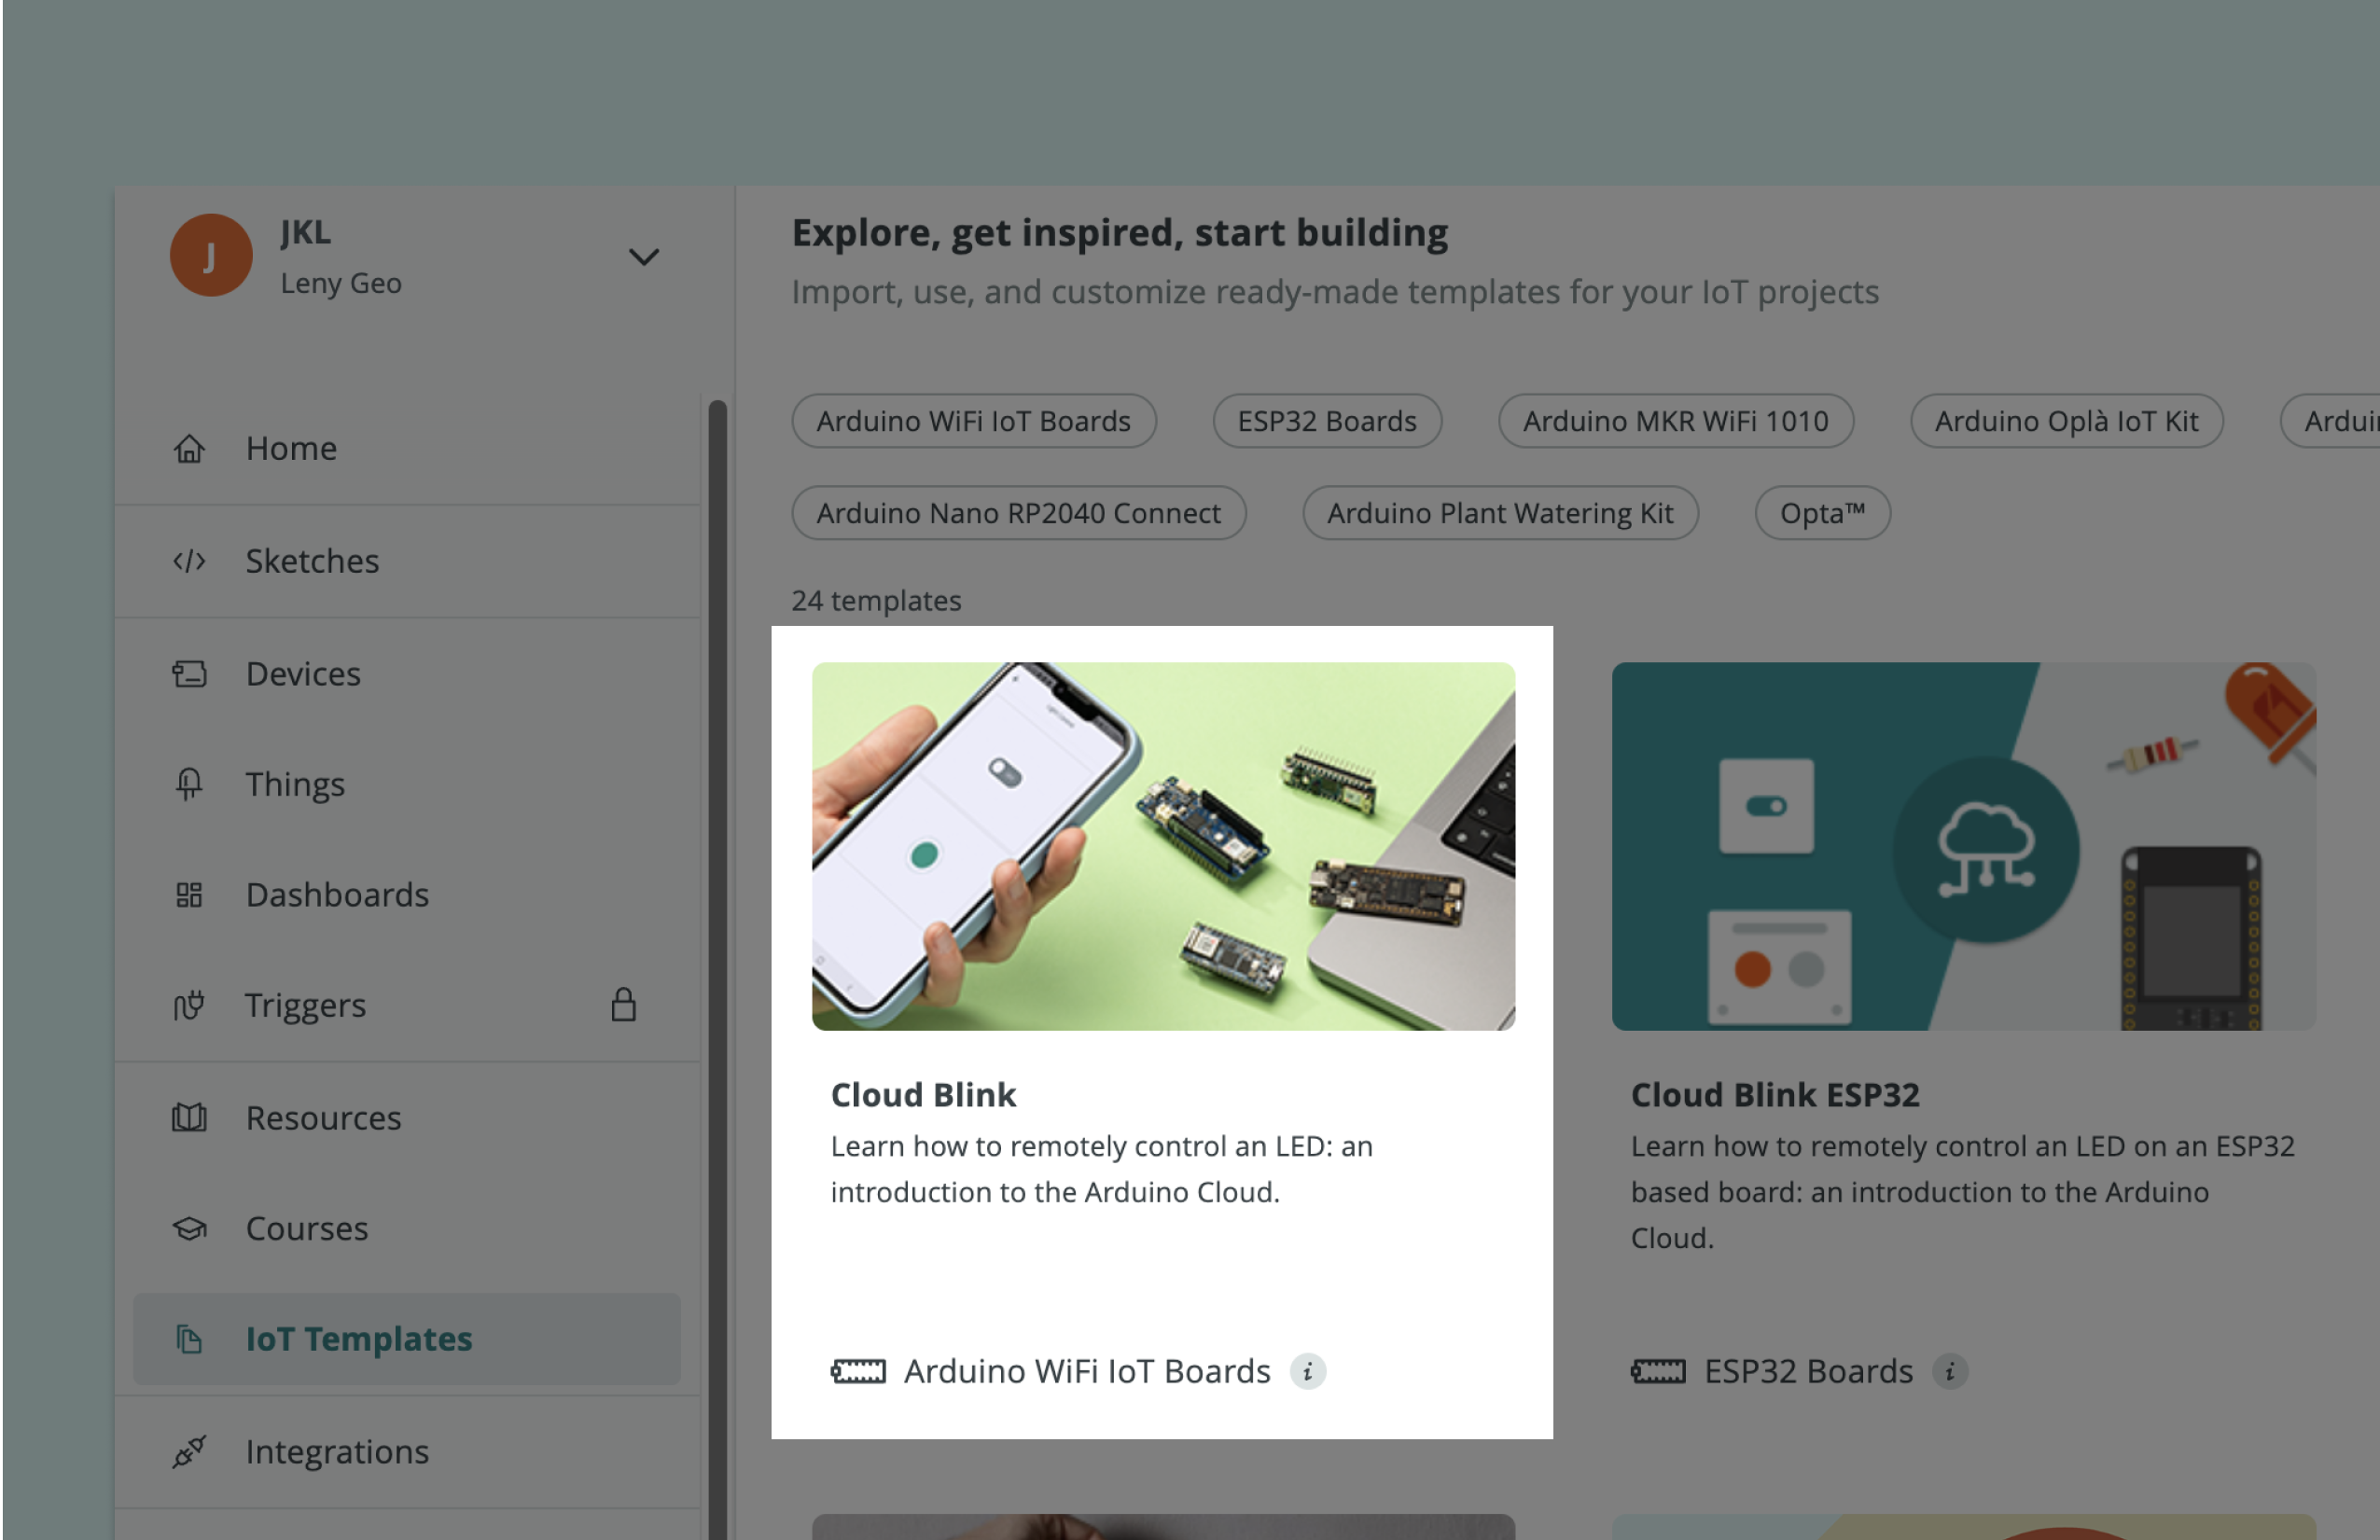 J
JKL
Leny Geo
Home
Sketches
Devices
Things
Dashboards
Triggers
Resources
Courses
IoT Templates
Integrations
Explore, get inspired, start building
Import, use, and customize ready-made templates for your IoT projects
Arduino WiFi IoT Boards
ESP32 Boards
Arduino MKR WiFi 1010
Arduino Oplà IoT Kit
Arduino Nano RP2040 Connect
Arduino Plant Watering Kit
Opta™
24 templates
Cloud Blink
Learn how to remotely control an LED: an
introduction to the Arduino Cloud.
Arduino WiFi IoT Boards
i
Cloud Blink ESP32
Learn how to remotely control an LED on an ESP32
based board: an introduction to the Arduino
Cloud.
ESP32 Boards
i